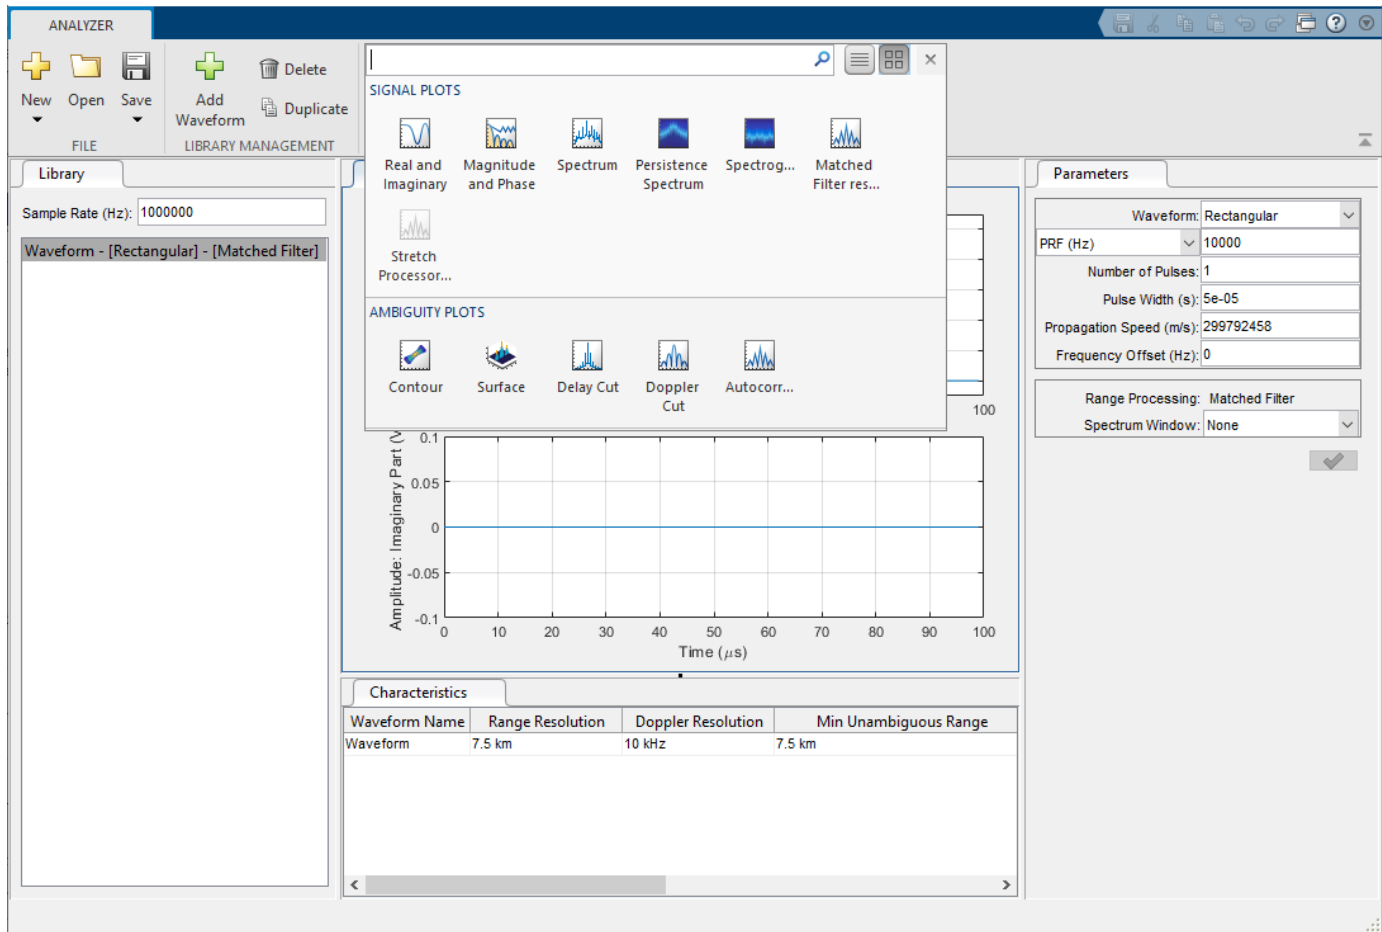 ANALYZER
New
Open
Save
Add
Waveform
Delete
Duplicate
FILE
LIBRARY MANAGEMENT
SIGNAL PLOTS
Real and
Imaginary
Magnitude
and Phase
Spectrum
Persistence
Spectrum
Spectrog...
Matched
Filter res...
Stretch
Processor...
AMBIGUITY PLOTS
Contour
Surface
Delay Cut
Doppler
Cut
Autocorr...
Library
Sample Rate (Hz): 1000000
Waveform - [Rectangular] - [Matched Filter]
100
Amplitude: Imaginary Part
0.1
0.05
0
-0.05
-0.1
0 10 20 30 40 50 60 70 80 90 100
Time (μs)
Characteristics
Waveform Name Range Resolution Doppler Resolution Min Unambiguous Range
Waveform 7.5 km 10 kHz 7.5 km
Parameters
Waveform: Rectangular
PRF (Hz) 10000
Number of Pulses: 1
Pulse Width (s): 5e-05
Propagation Speed (m/s): 299792458
Frequency Offset (Hz): 0
Range Processing: Matched Filter
Spectrum Window: None